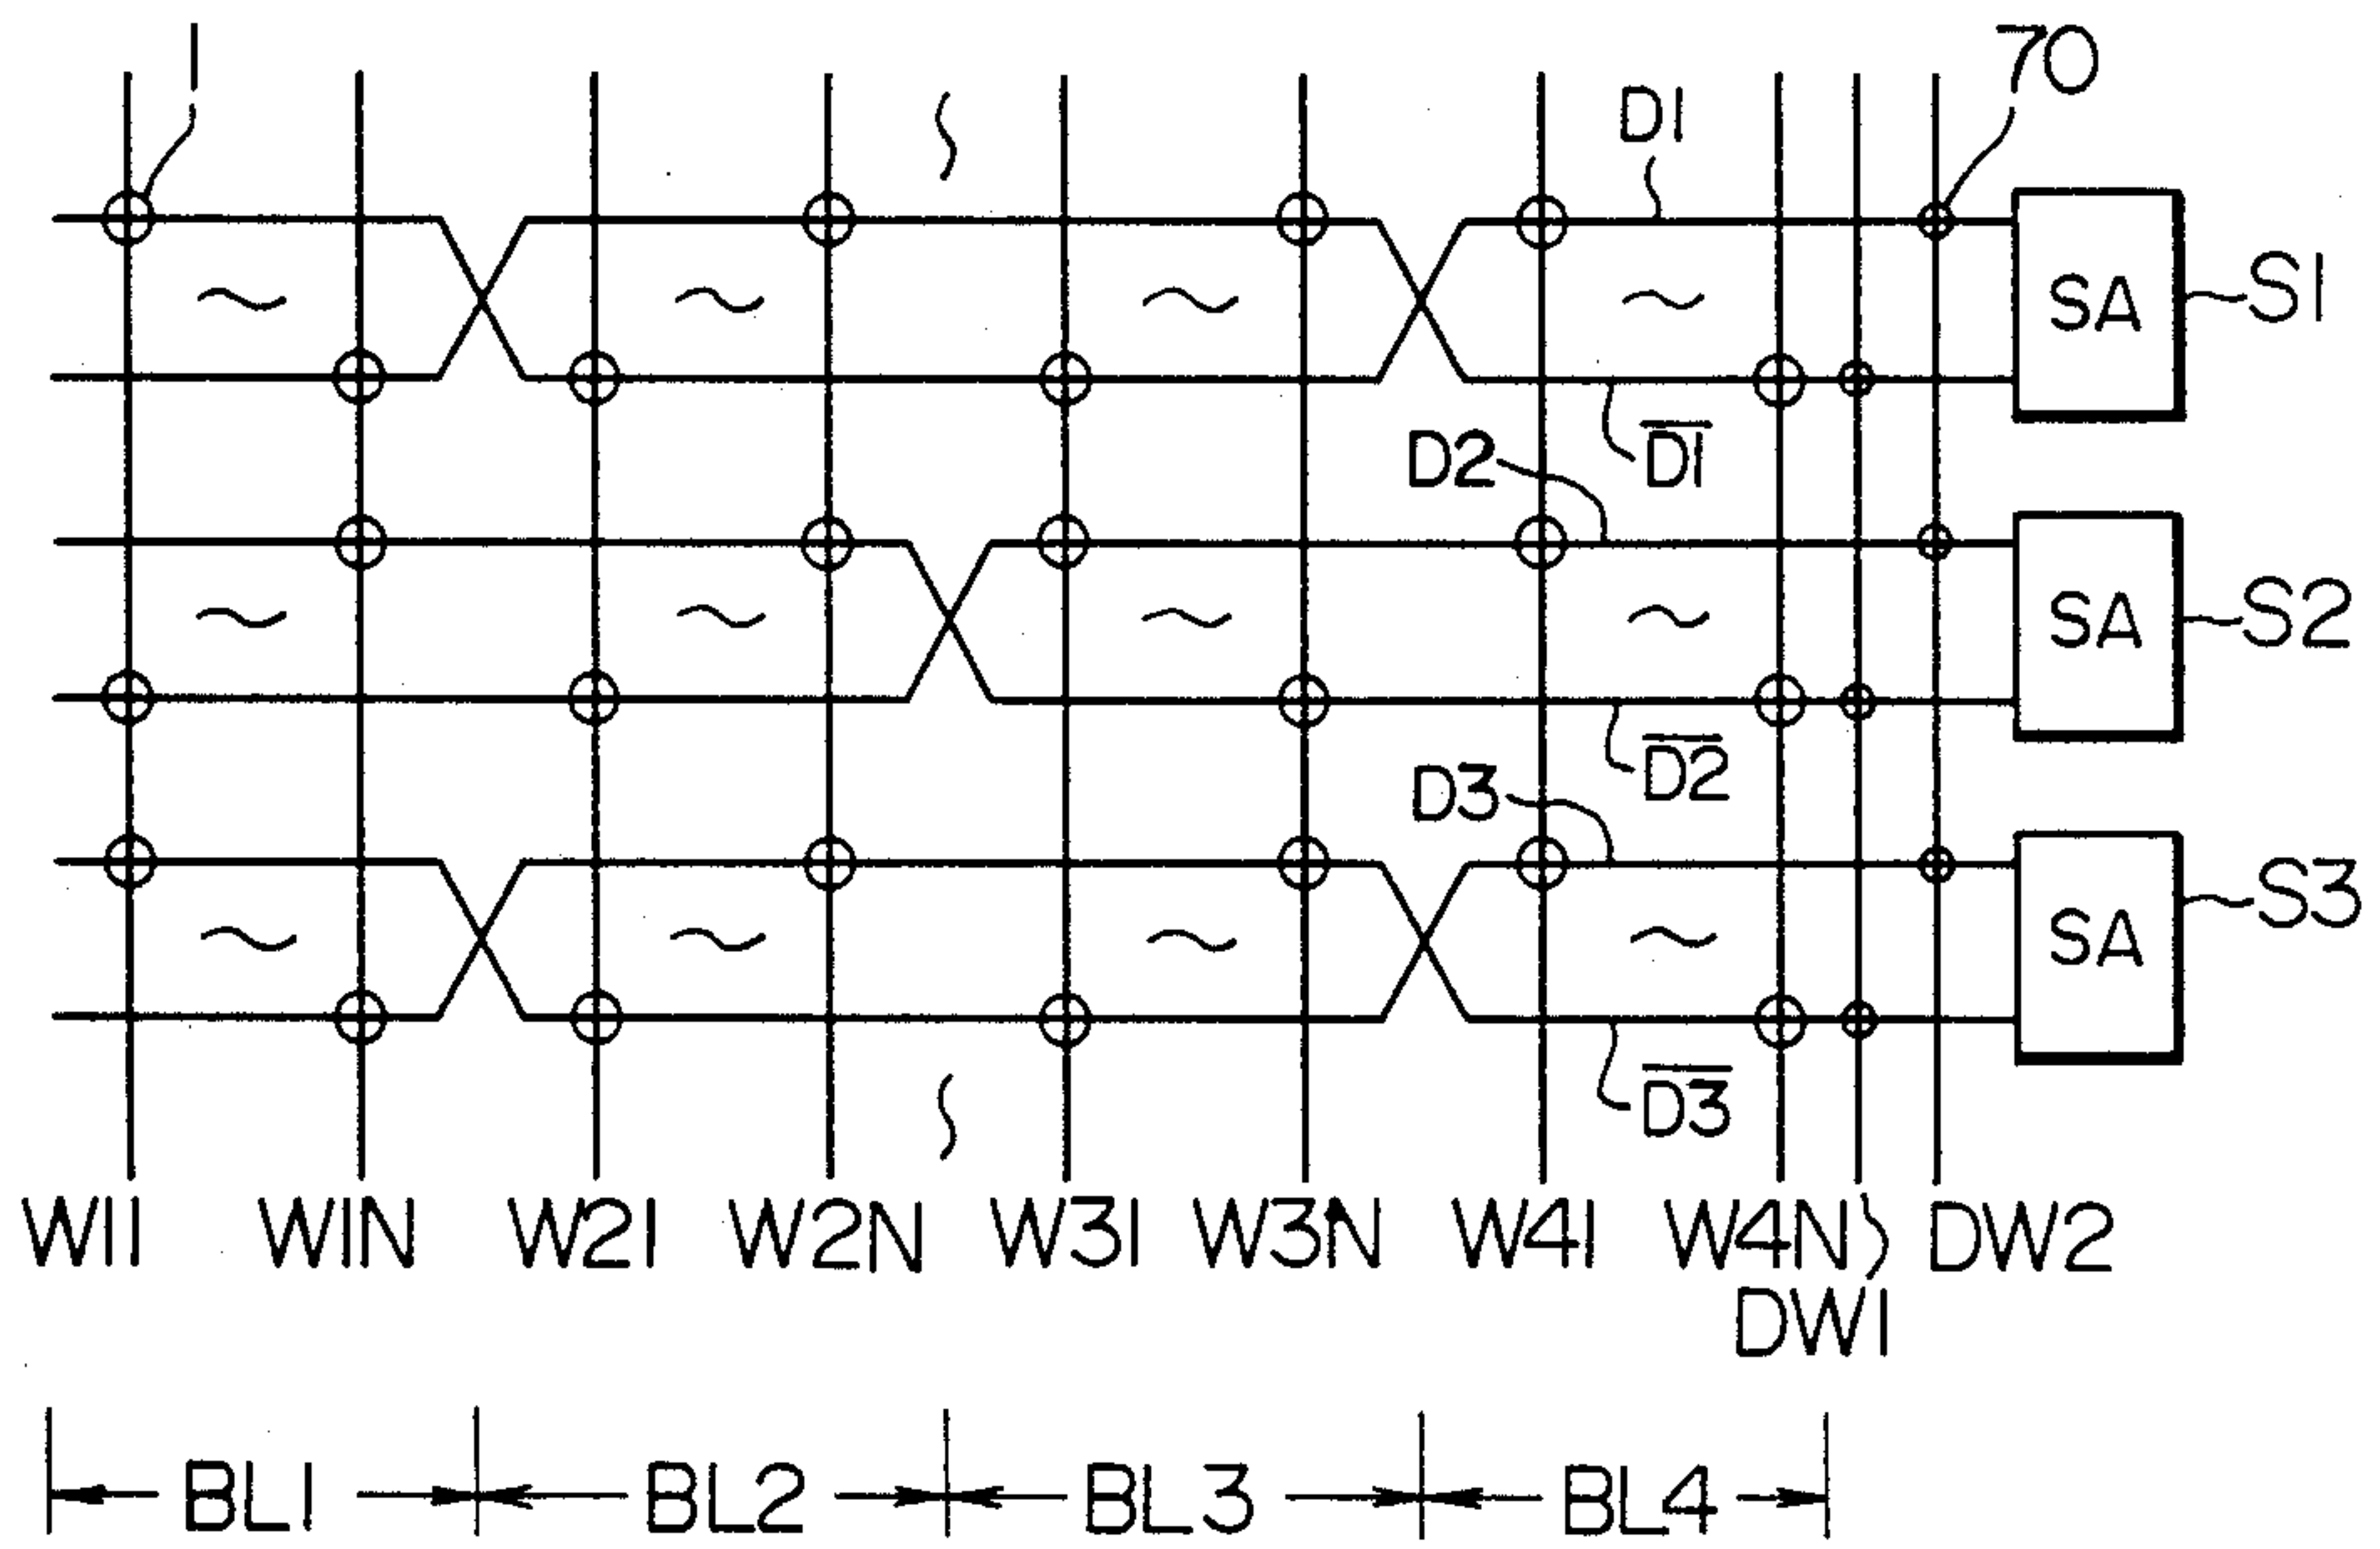 1
70
D1
SA
S1
D2
D1̅
SA
S2
D3
D2̅
SA
S3
D3̅
W11 W1N W21 W2N W31 W3N W41 W4N DW2
DW1
BL1 BL2 BL3 BL4